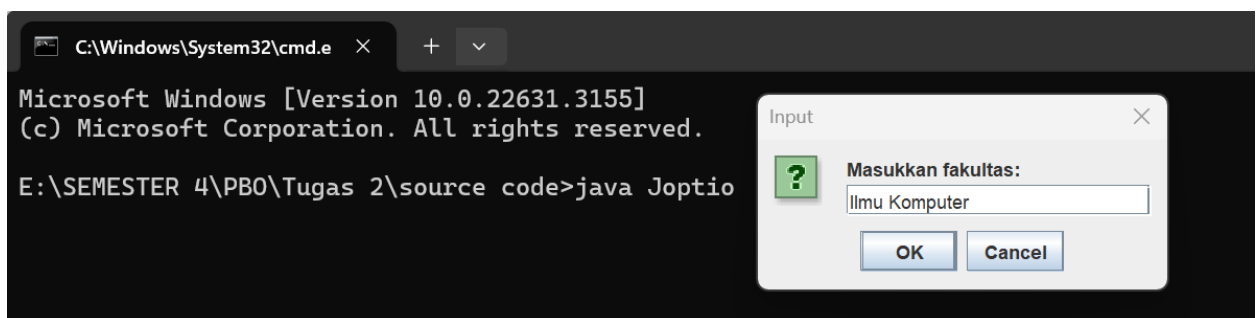 C:\Windows\System32\cmd.e
Microsoft Windows [Version 10.0.22631.3155]
(c) Microsoft Corporation. All rights reserved.
E:\SEMESTER 4\PBO\Tugas 2\source code>java Joptio
Input
?
Masukkan fakultas:
Ilmu Komputer
OK Cancel